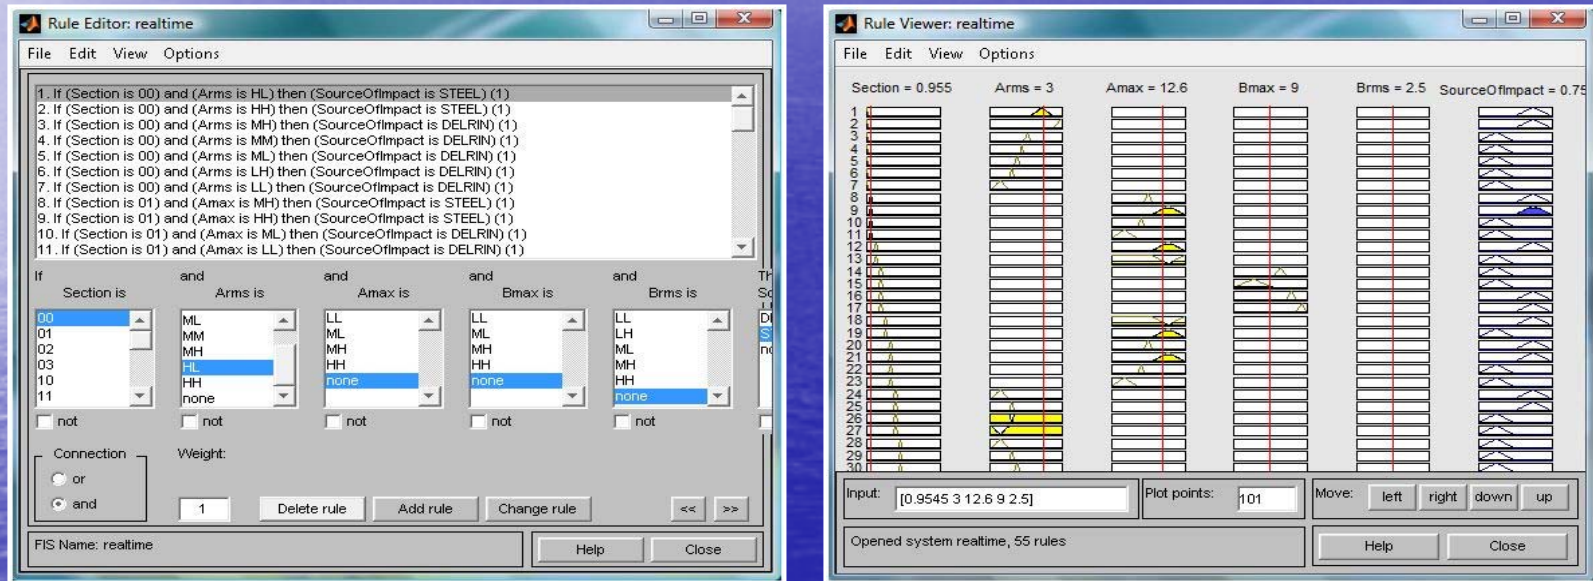 Rule Editor: realtime
File Edit View Options
1. If (Section is 00) and (Arms is HL) then (SourceOfImpact is STEEL) (1)
2. If (Section is 00) and (Arms is HH) then (SourceOfImpact is STEEL) (1)
3. If (Section is 00) and (Arms is MH) then (SourceOfImpact is DELRIN) (1)
4. If (Section is 00) and (Arms is MM) then (SourceOfImpact is DELRIN) (1)
5. If (Section is 00) and (Arms is ML) then (SourceOfImpact is DELRIN) (1)
6. If (Section is 00) and (Arms is LH) then (SourceOfImpact is DELRIN) (1)
7. If (Section is 00) and (Arms is LL) then (SourceOfImpact is DELRIN) (1)
8. If (Section is 01) and (Amax is MH) then (SourceOfImpact is STEEL) (1)
9. If (Section is 01) and (Amax is HH) then (SourceOfImpact is STEEL) (1)
10. If (Section is 01) and (Amax is ML) then (SourceOfImpact is DELRIN) (1)
11. If (Section is 01) and (Amax is LL) then (SourceOfImpact is DELRIN) (1)
If and and and and Th
Section is Arms is Amax is Bmax is Brms is
00 ML LL LL LL
01 MM ML ML LH
02 MH MH MH ML
03 HL HH HH MH
10 HH none none HH
11 none none
not not not not not
Connection Weight:
or
and 1 Delete rule Add rule Change rule << >>
FIS Name: realtime Help Close
Rule Viewer: realtime
File Edit View Options
Section = 0.955 Arms = 3 Amax = 12.6 Bmax = 9 Brms = 2.5 SourceOfImpact = 0.75
1
2
3
4
5
6
7
8
9
10
11
12
13
14
15
16
17
18
19
20
21
22
23
24
25
26
27
28
29
30
Input: [0.9545 3 12.6 9 2.5] Plot points: 101 Move: left right down up
Opened system realtime, 55 rules Help Close